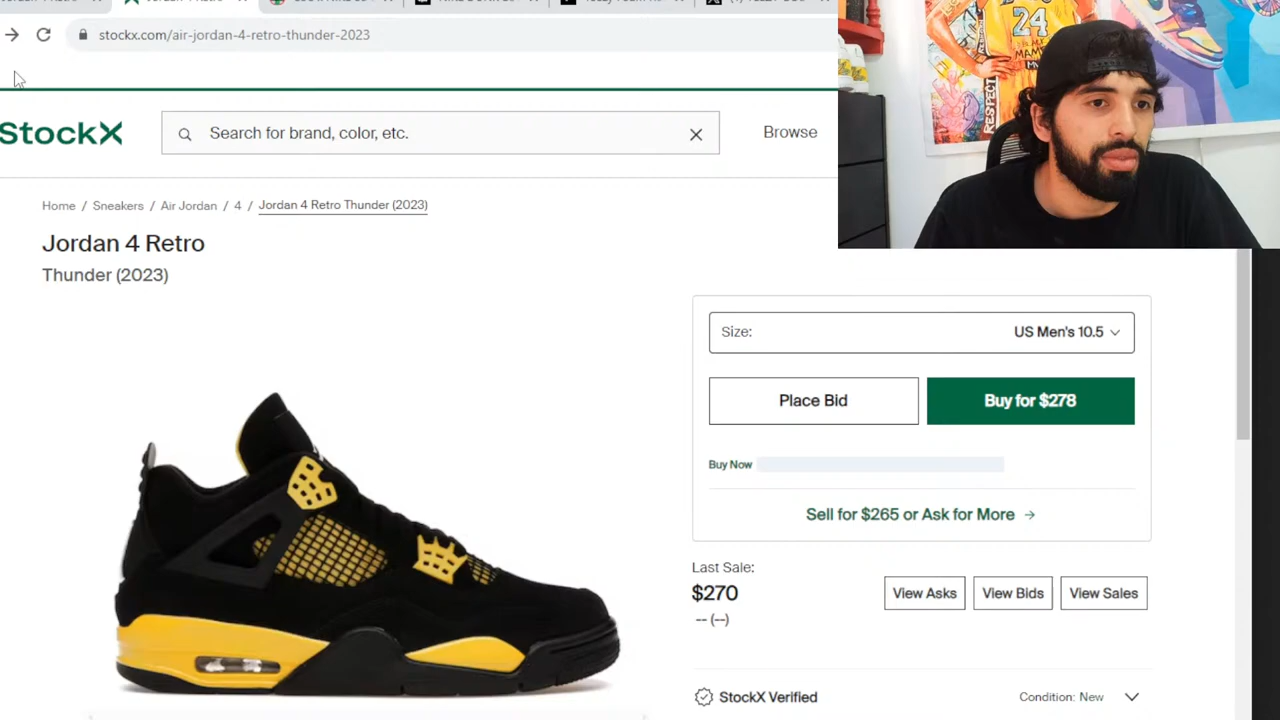 stockx.com/air-jordan-4-retro-thunder-2023
StockX
Search for brand, color, etc.
Browse
Home / Sneakers / Air Jordan / 4 / Jordan 4 Retro Thunder (2023)
Jordan 4 Retro
Thunder (2023)
Size:
US Men's 10.5
Place Bid
Buy for $278
Buy Now
Sell for $265 or Ask for More →
Last Sale:
$270
-- (--)
View Asks
View Bids
View Sales
StockX Verified
Condition: New
24
RESPECT